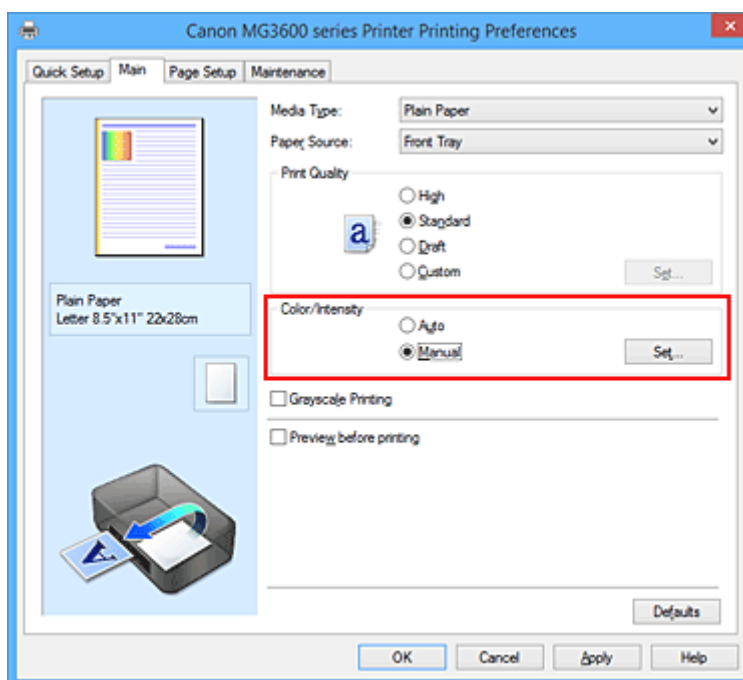 Canon MG3600 series Printer Printing Preferences
Quick Setup Main Page Setup Maintenance
Media Type: Plain Paper
Paper Source: Front Tray
Print Quality
High
Standard
Draft
Custom Set...
a
Plain Paper
Letter 8.5"x11" 22x28cm
Color/Intensity
Auto
Manual Set...
Grayscale Printing
Preview before printing
A
Defaults
OK Cancel Apply Help